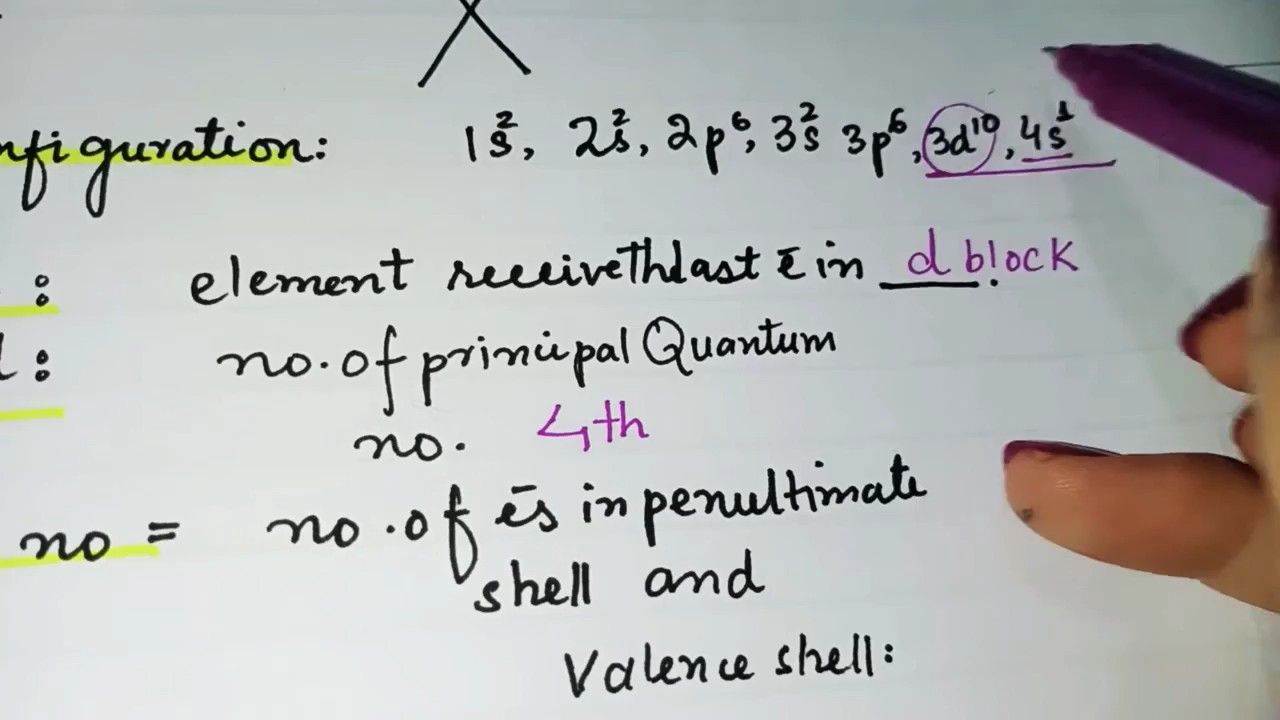 nfiguration: 1s², 2s², 2p⁶, 3s² 3p⁶, 3d¹⁰, 4s¹
: element receivethlast ē in d block
: no. of principal Quantum
no. 4th
no = no. of ēs in penultimate
shell and
Valence shell: